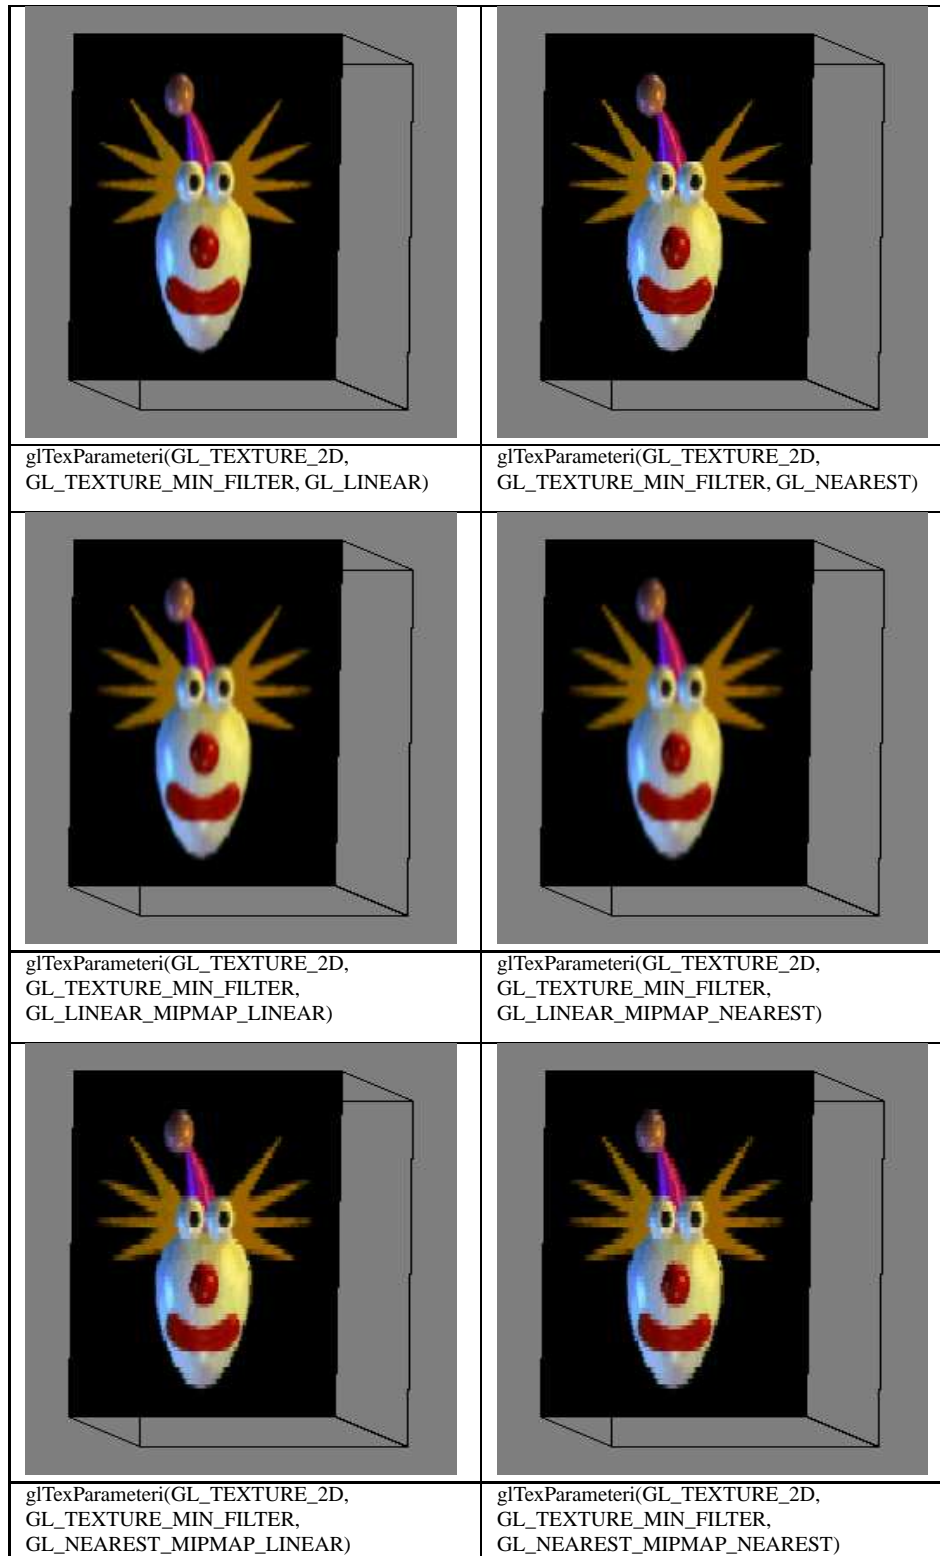 glTexParameteri(GL_TEXTURE_2D,
GL_TEXTURE_MIN_FILTER, GL_LINEAR)
glTexParameteri(GL_TEXTURE_2D,
GL_TEXTURE_MIN_FILTER, GL_NEAREST)
glTexParameteri(GL_TEXTURE_2D,
GL_TEXTURE_MIN_FILTER,
GL_LINEAR_MIPMAP_LINEAR)
glTexParameteri(GL_TEXTURE_2D,
GL_TEXTURE_MIN_FILTER,
GL_LINEAR_MIPMAP_NEAREST)
glTexParameteri(GL_TEXTURE_2D,
GL_TEXTURE_MIN_FILTER,
GL_NEAREST_MIPMAP_LINEAR)
glTexParameteri(GL_TEXTURE_2D,
GL_TEXTURE_MIN_FILTER,
GL_NEAREST_MIPMAP_NEAREST)